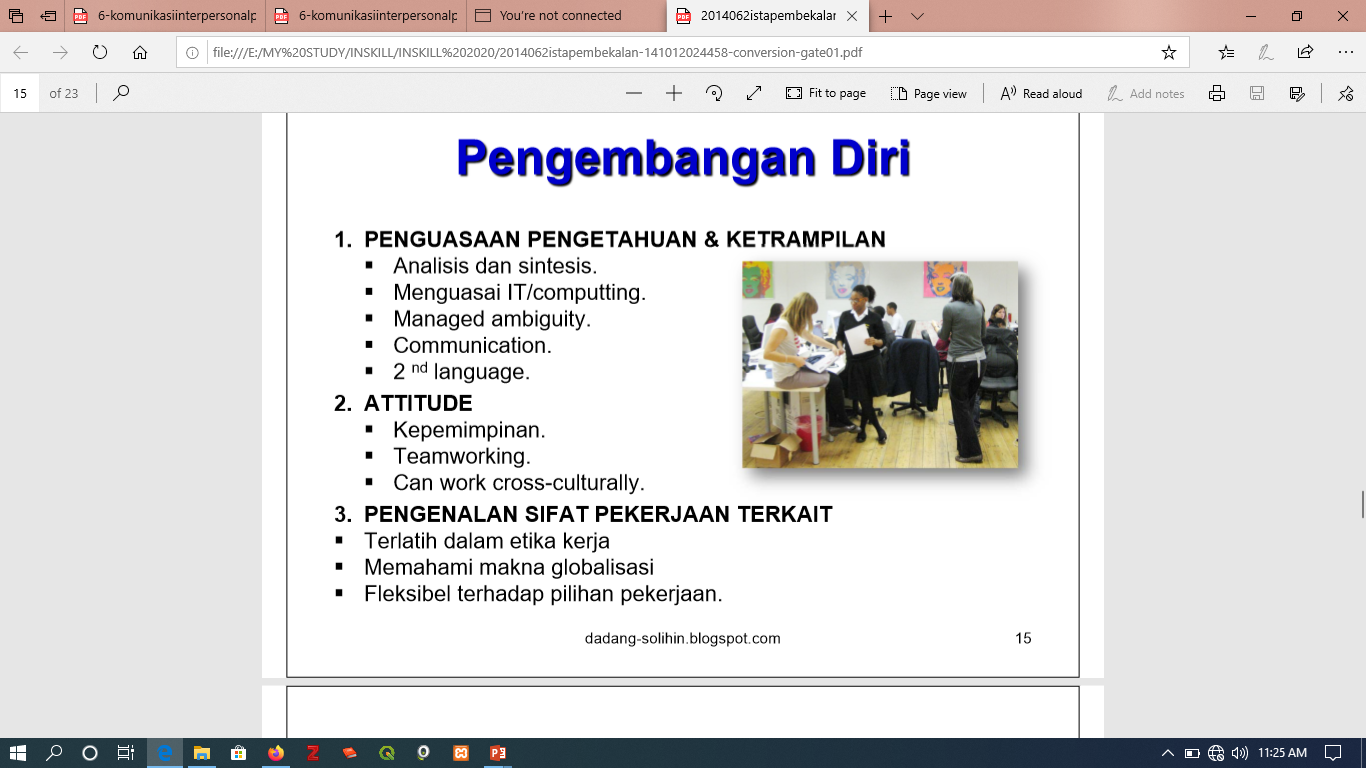 6-komunikasiinterpersonalp
6-komunikasiinterpersonalp
You're not connected
2014062istapembekalar
file:///E:/MY%20STUDY/INSKILL/INSKILL%202020/2014062istapembekalan-141012024458-conversion-gate01.pdf
15 of 23
Fit to page
Page view
Read aloud
Add notes
Pengembangan Diri
1. PENGUASAAN PENGETAHUAN & KETRAMPILAN
▪ Analisis dan sintesis.
▪ Menguasai IT/computting.
▪ Managed ambiguity.
▪ Communication.
▪ 2 nd language.
2. ATTITUDE
▪ Kepemimpinan.
▪ Teamworking.
▪ Can work cross-culturally.
3. PENGENALAN SIFAT PEKERJAAN TERKAIT
▪ Terlatih dalam etika kerja
▪ Memahami makna globalisasi
▪ Fleksibel terhadap pilihan pekerjaan.
dadang-solihin.blogspot.com
15
11:25 AM